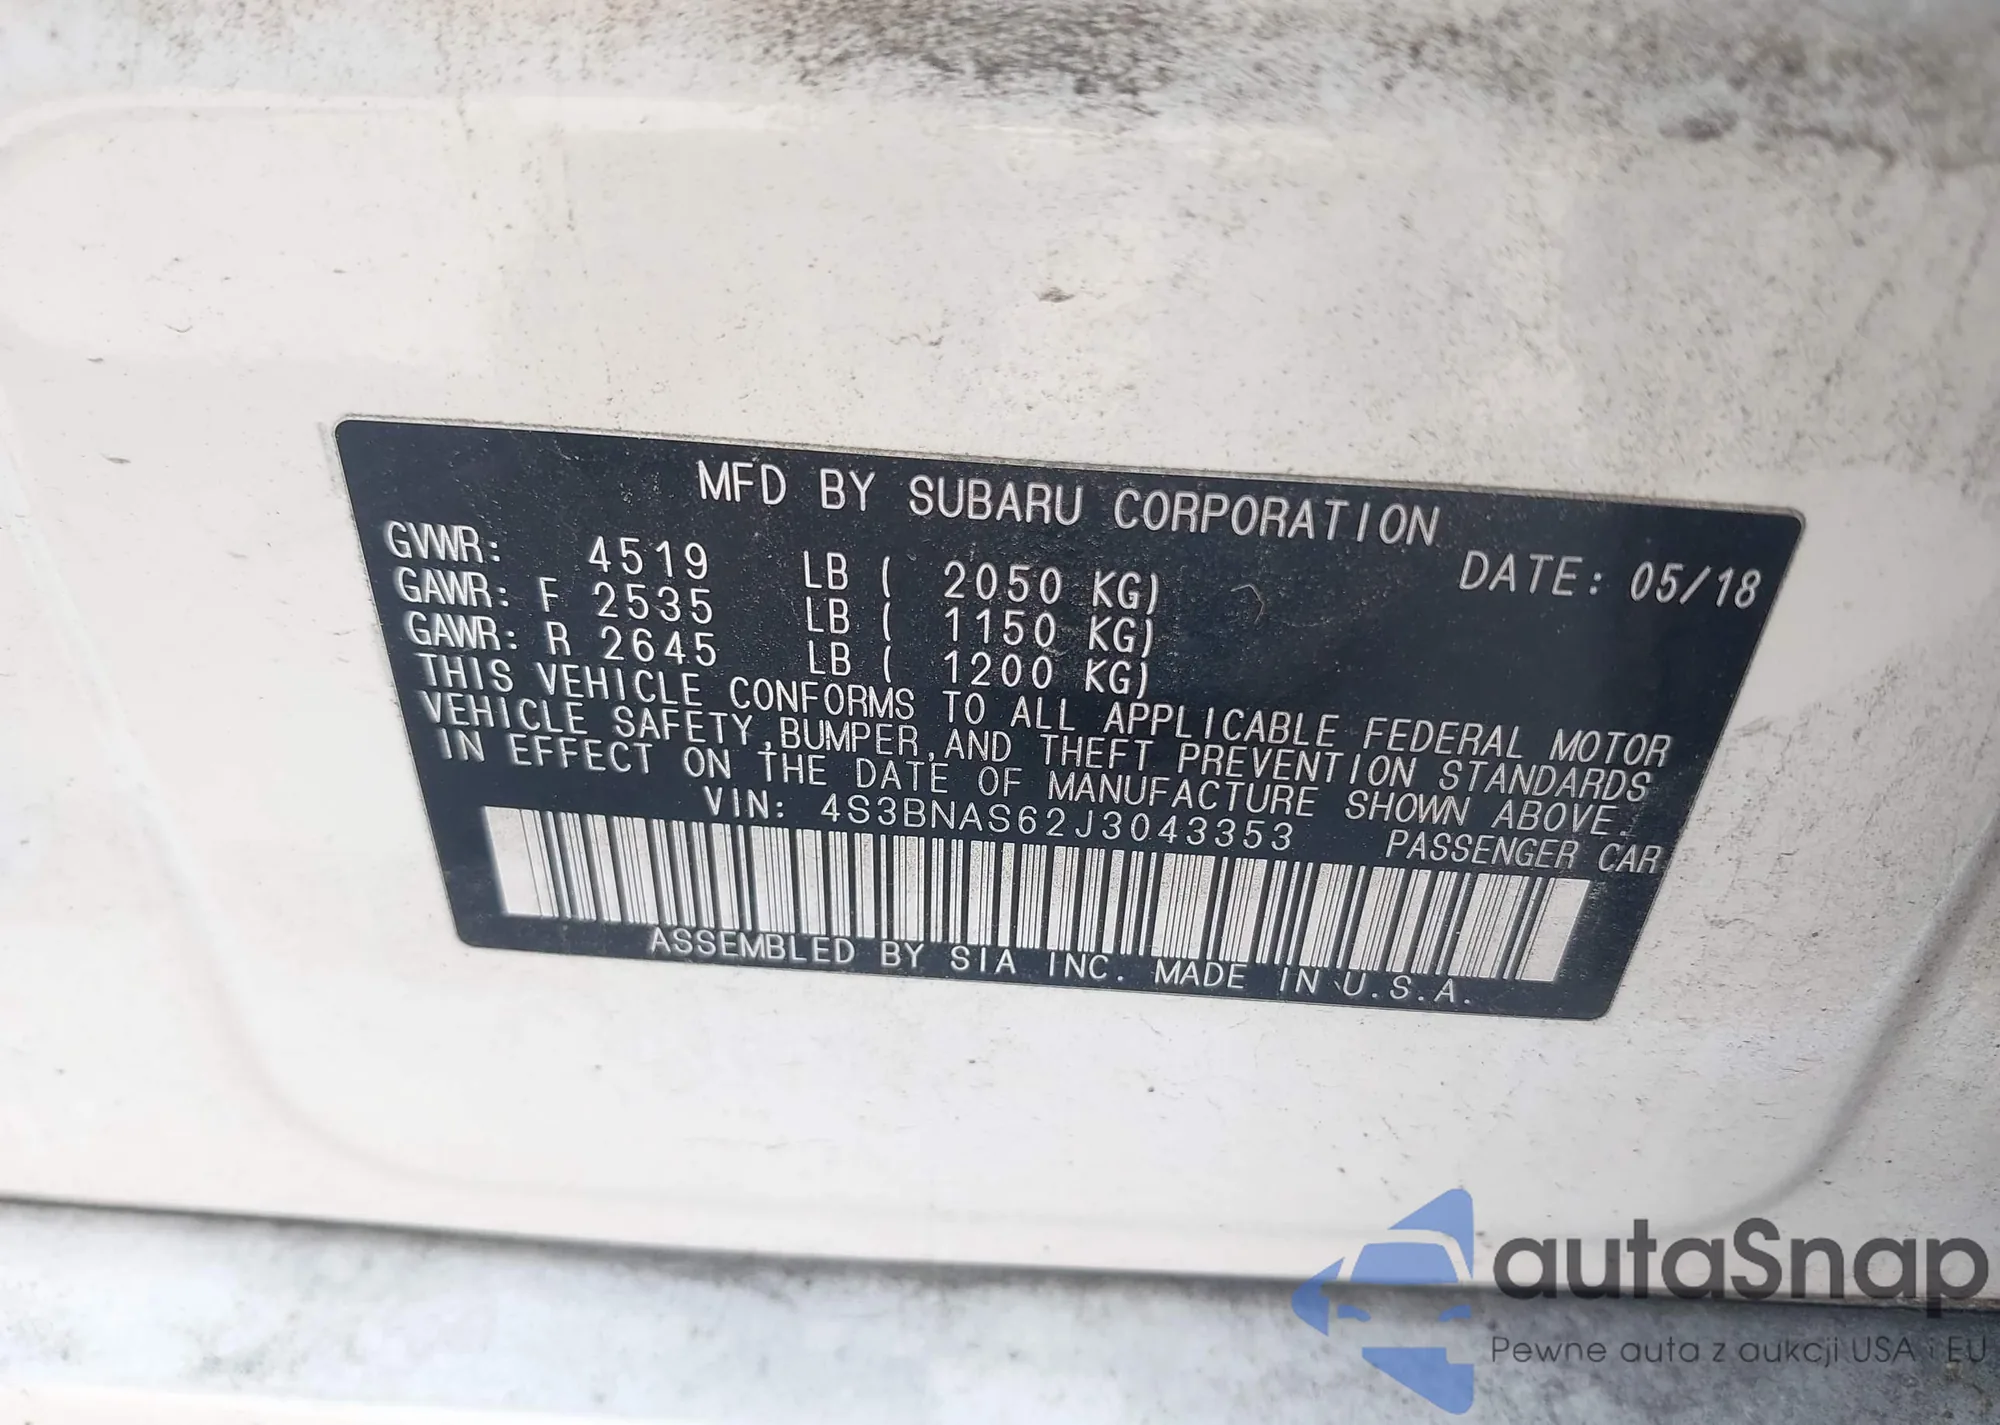 MFD BY SUBARU CORPORATION
GVWR: 4519 LB ( 2050 KG) DATE: 05/18
GAWR: F 2535 LB ( 1150 KG)
GAWR: R 2645 LB ( 1200 KG)
THIS VEHICLE CONFORMS TO ALL APPLICABLE FEDERAL MOTOR
VEHICLE SAFETY,BUMPER,AND THEFT PREVENTION STANDARDS
IN EFFECT ON THE DATE OF MANUFACTURE SHOWN ABOVE.
VIN: 4S3BNAS62J3043353 PASSENGER CAR
ASSEMBLED BY SIA INC. MADE IN U.S.A.
autaSnap
Pewne auta z aukcji USA i EU